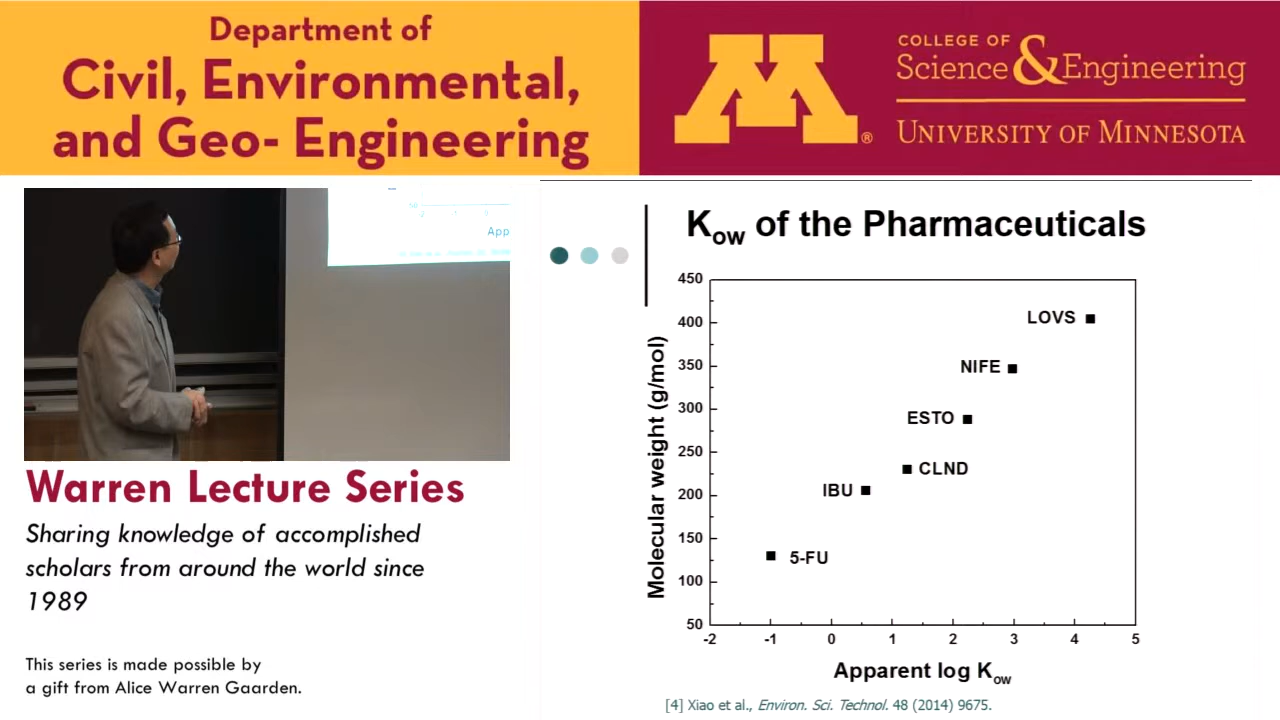 Department of
Civil, Environmental,
and Geo- Engineering
COLLEGE OF
Science & Engineering
UNIVERSITY OF MINNESOTA
®
App
Warren Lecture Series
Sharing knowledge of accomplished
scholars from around the world since
1989
This series is made possible by
a gift from Alice Warren Gaarden.
Kow of the Pharmaceuticals
Molecular weight (g/mol)
450
400
350
300
250
200
150
100
50
LOVS
NIFE
ESTO
CLND
IBU
5-FU
-2 -1 0 1 2 3 4 5
Apparent log Kow
[4] Xiao et al., Environ. Sci. Technol. 48 (2014) 9675.